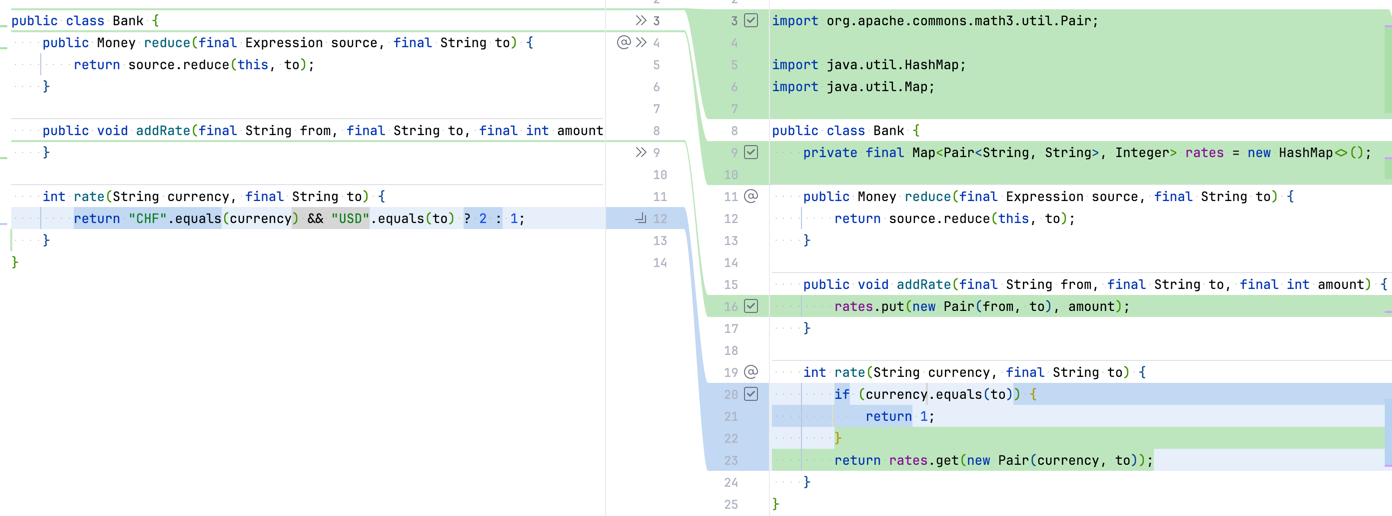 public class Bank {
    public Money reduce(final Expression source, final String to) {
        return source.reduce(this, to);
    }

    public void addRate(final String from, final String to, final int amount
    }

    int rate(String currency, final String to) {
        return "CHF".equals(currency) && "USD".equals(to) ? 2 : 1;
    }
}
3
4
5
6
7
8
9
10
11
12
13
14
3
4
5
6
7
8
9
10
11
12
13
14
15
16
17
18
19
20
21
22
23
24
25
import org.apache.commons.math3.util.Pair;

import java.util.HashMap;
import java.util.Map;

public class Bank {
    private final Map<Pair<String, String>, Integer> rates = new HashMap<>();

    public Money reduce(final Expression source, final String to) {
        return source.reduce(this, to);
    }

    public void addRate(final String from, final String to, final int amount) {
        rates.put(new Pair(from, to), amount);
    }

    int rate(String currency, final String to) {
        if (currency.equals(to)) {
            return 1;
        }
        return rates.get(new Pair(currency, to));
    }
}